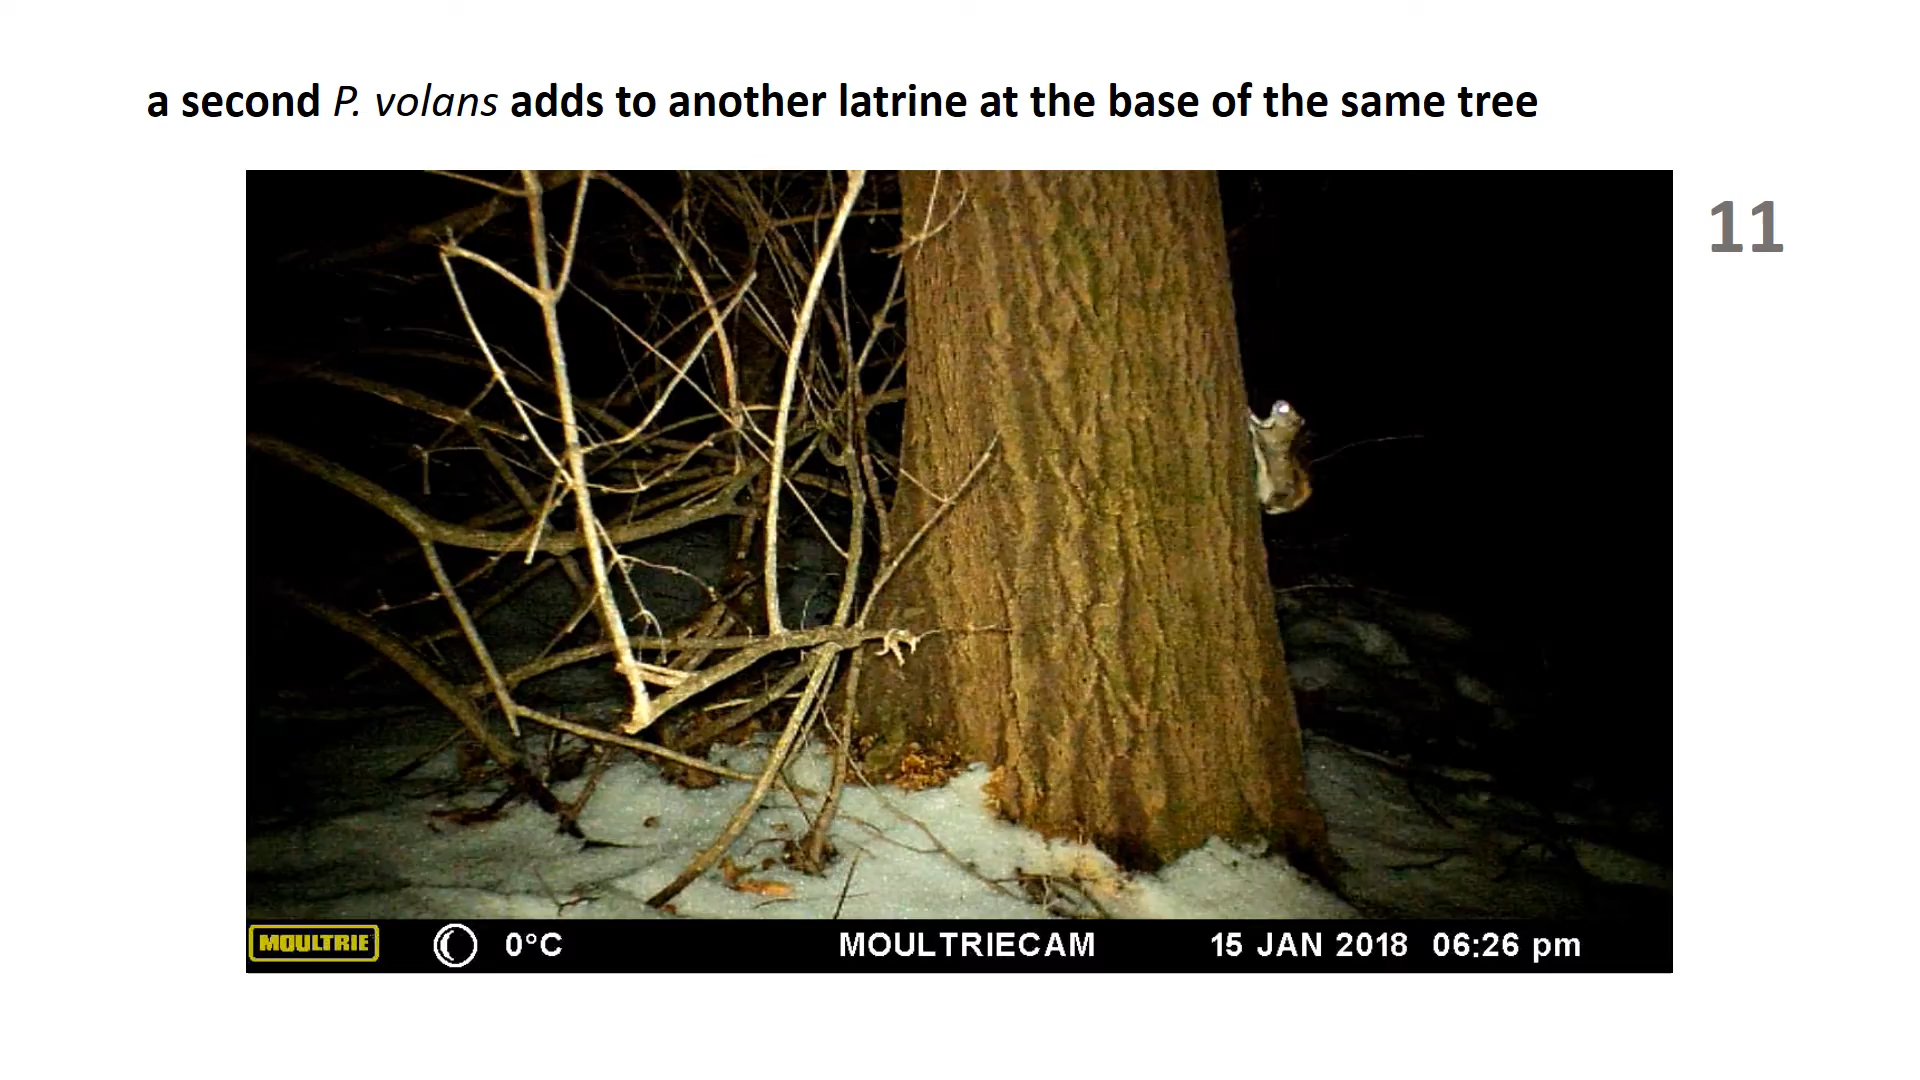 a second P. volans adds to another latrine at the base of the same tree
11
MOULTRIE 0°C MOULTRIECAM 15 JAN 2018 06:26 pm